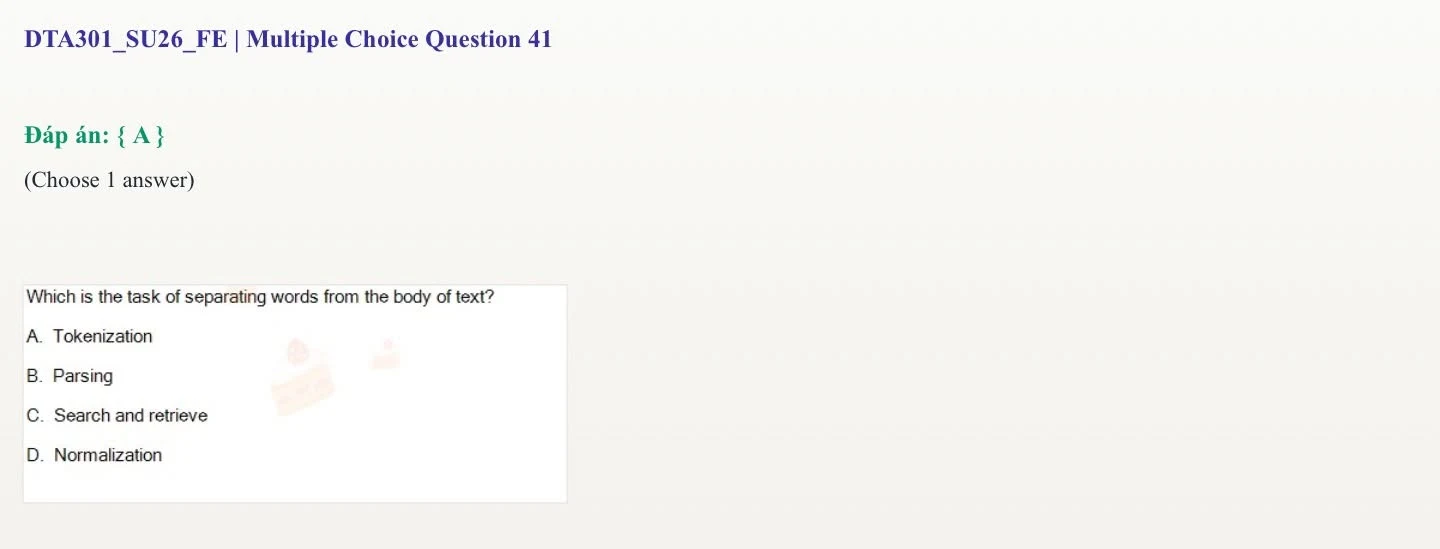 DTA301_SU26_FE | Multiple Choice Question 41
Đáp án: { A }
(Choose 1 answer)
Which is the task of separating words from the body of text?
A. Tokenization
B. Parsing
C. Search and retrieve
D. Normalization